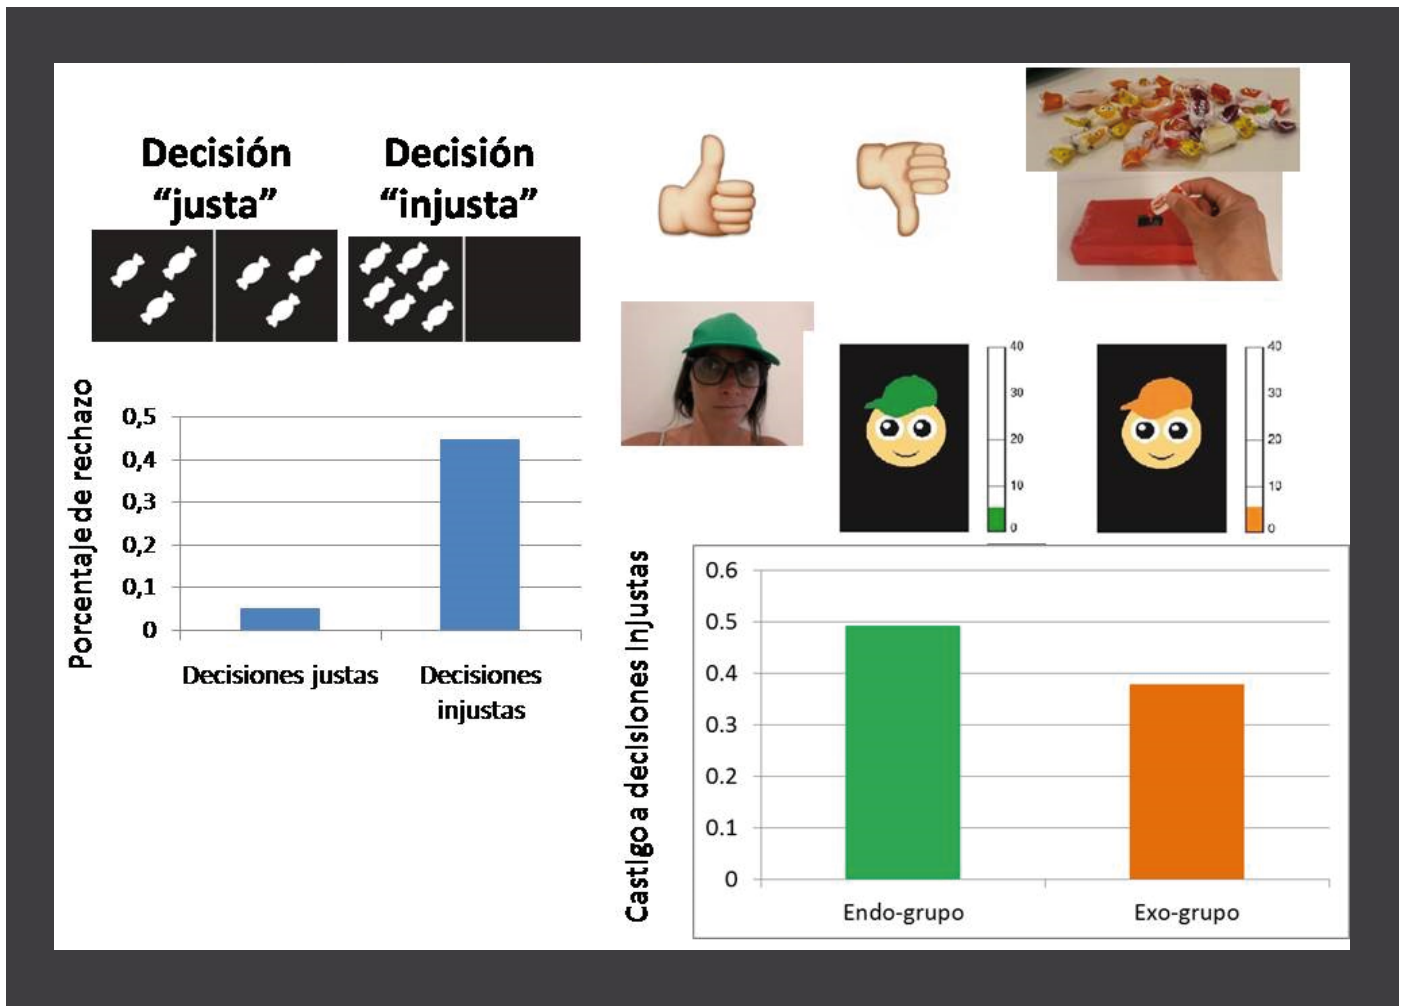 Decisión
“justa”
Decisión
“injusta”
Porcentaje de rechazo
0,5
0,4
0,3
0,2
0,1
0
Decisiones justas
Decisiones
injustas
40
30
20
10
0
40
30
20
10
0
Castigo a decisiones Injustas
0.6
0.5
0.4
0.3
0.2
0.1
0
Endo-grupo
Exo-grupo